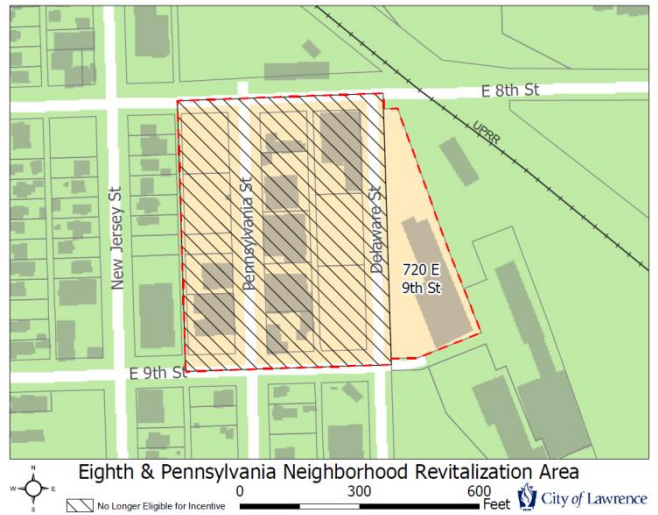 E 8th St
UPRR
New Jersey St
Pennsylvania St
Delaware St
720 E
9th St
E 9th St
Eighth & Pennsylvania Neighborhood Revitalization Area
N
W E
S
No Longer Eligible for Incentive
0 300 600
Feet
City of Lawrence